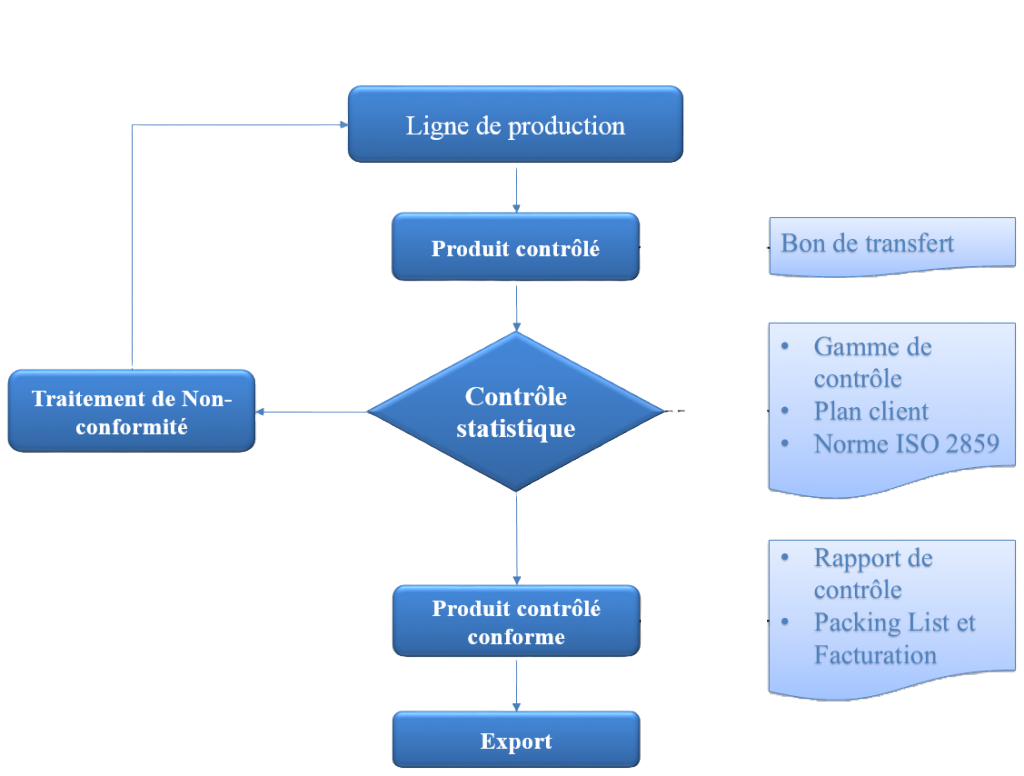 Ligne de production
Produit contrôlé
Bon de transfert
Contrôle
statistique
Traitement de Non-
conformité
• Gamme de
contrôle
• Plan client
• Norme ISO 2859
Produit contrôlé
conforme
• Rapport de
contrôle
• Packing List et
Facturation
Export